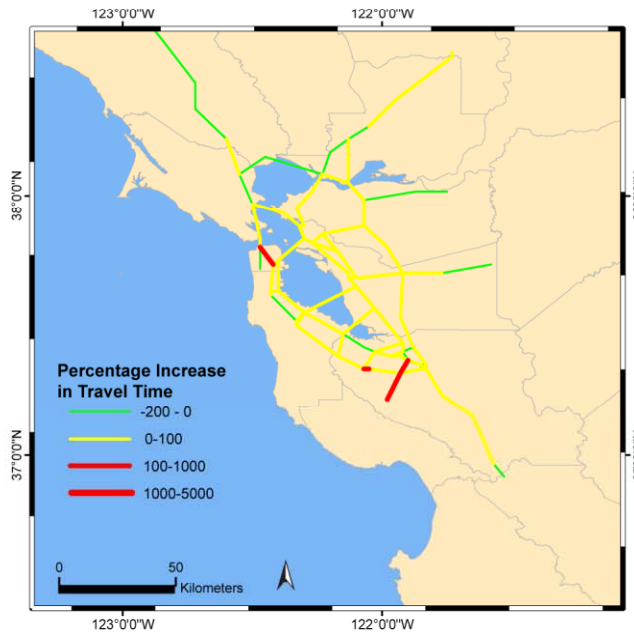 123°0'0"W 122°0'0"W
38°0'0"N
37°0'0"N
Percentage Increase
in Travel Time
-200 - 0
0-100
100-1000
1000-5000
0 50
Kilometers
123°0'0"W 122°0'0"W